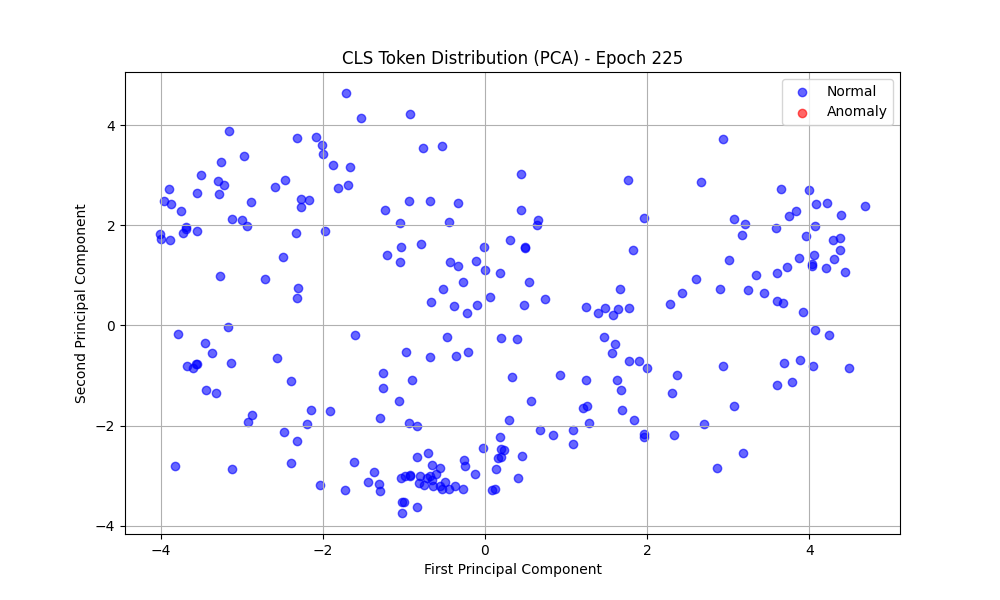 CLS Token Distribution (PCA) - Epoch 225
Normal
Anomaly
4
2
0
−2
−4
Second Principal Component
−4 −2 0 2 4
First Principal Component